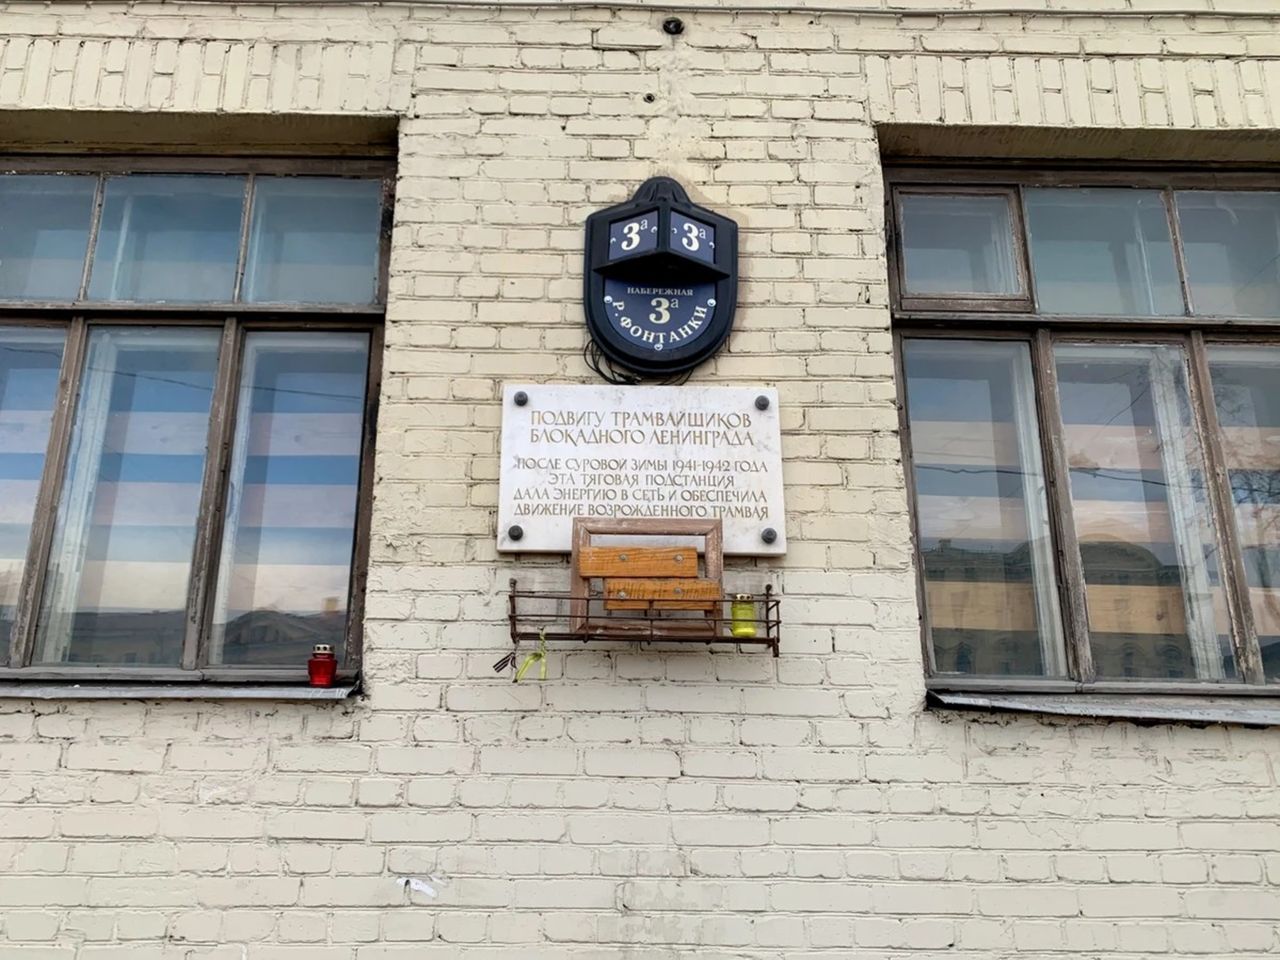 3а 3а
НАБЕРЕЖНАЯ
3а
Р. ФОНТАНКИ
ПОДВИГУ ТРАМВАЙЩИКОВ
БЛОКАДНОГО ЛЕНИНГРАДА
ПОСЛЕ СУРОВОЙ ЗИМЫ 1941-1942 ГОДА
ЭТА ТЯГОВАЯ ПОДСТАНЦИЯ
ДАЛА ЭНЕРГИЮ В СЕТЬ И ОБЕСПЕЧИЛА
ДВИЖЕНИЕ ВОЗРОЖДЕННОГО ТРАМВАЯ